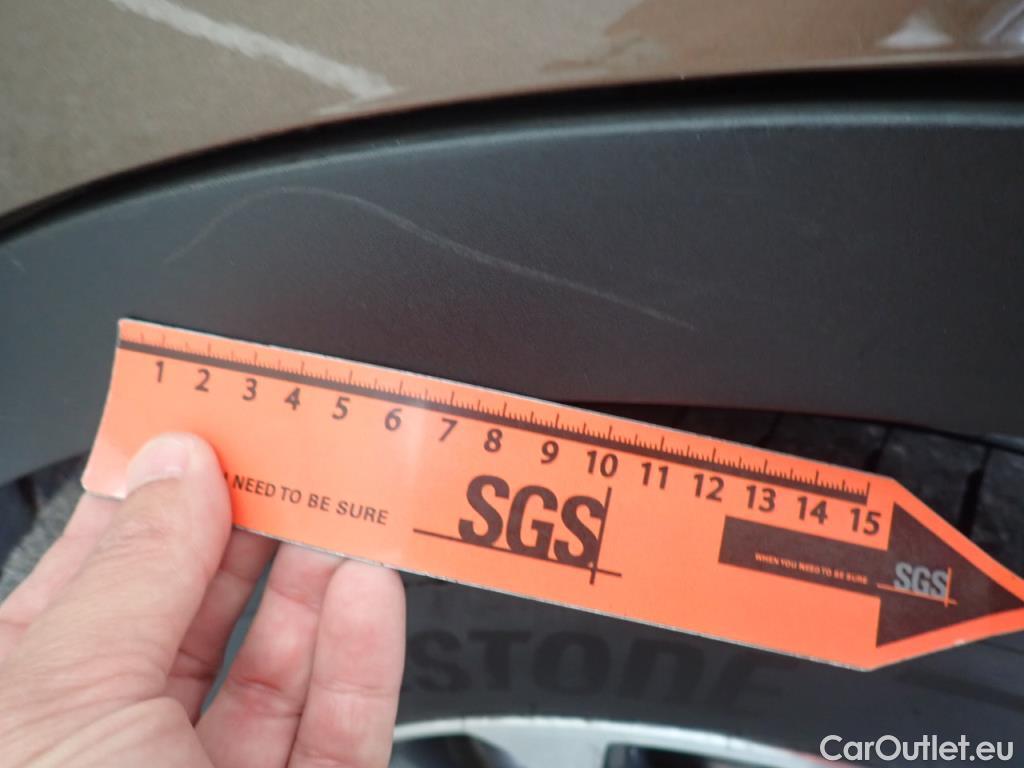 1 2 3 4 5 6 7 8 9 10 11 12 13 14 15
NEED TO BE SURE
SGS
WHEN YOU NEED TO BE SURE
SGS
STONE
CarOutlet.eu